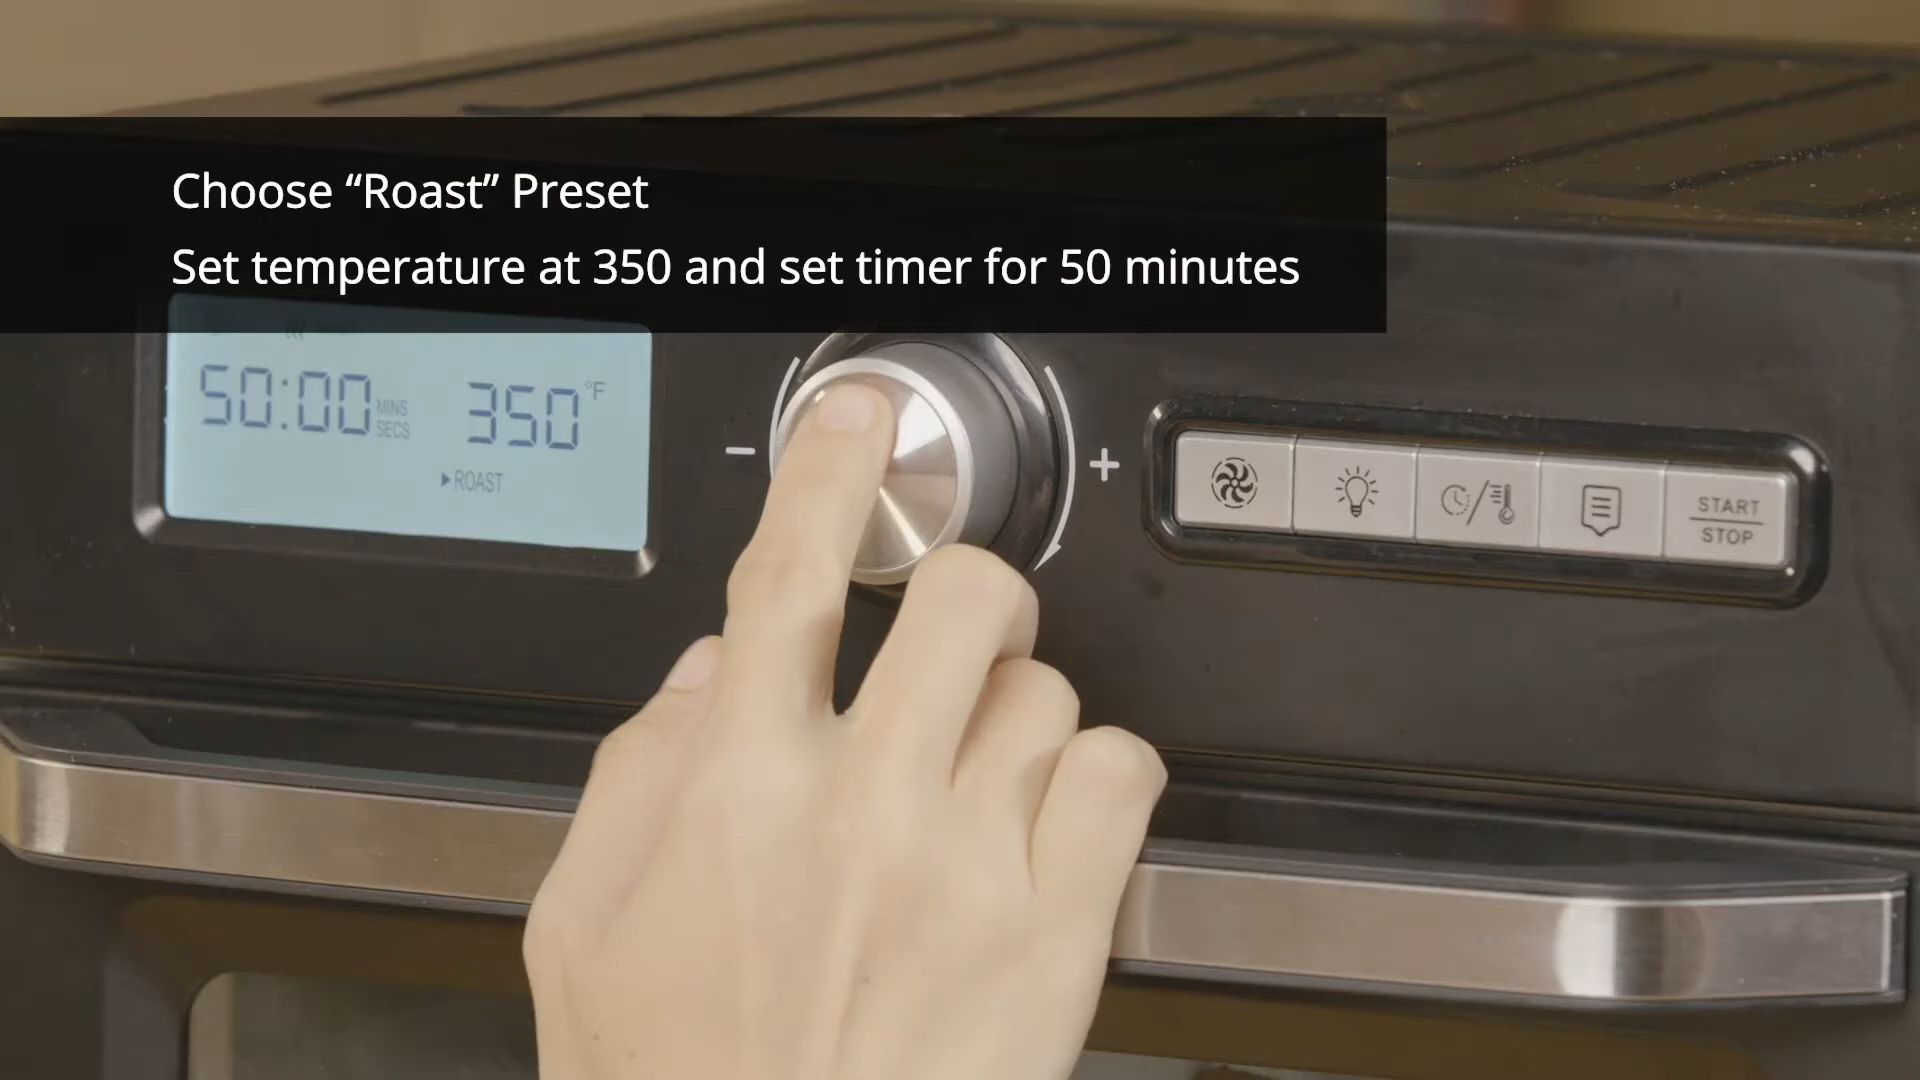 Choose “Roast” Preset
Set temperature at 350 and set timer for 50 minutes
50:00 MINS SECS 350 °F
▶ROAST
− +
START
STOP